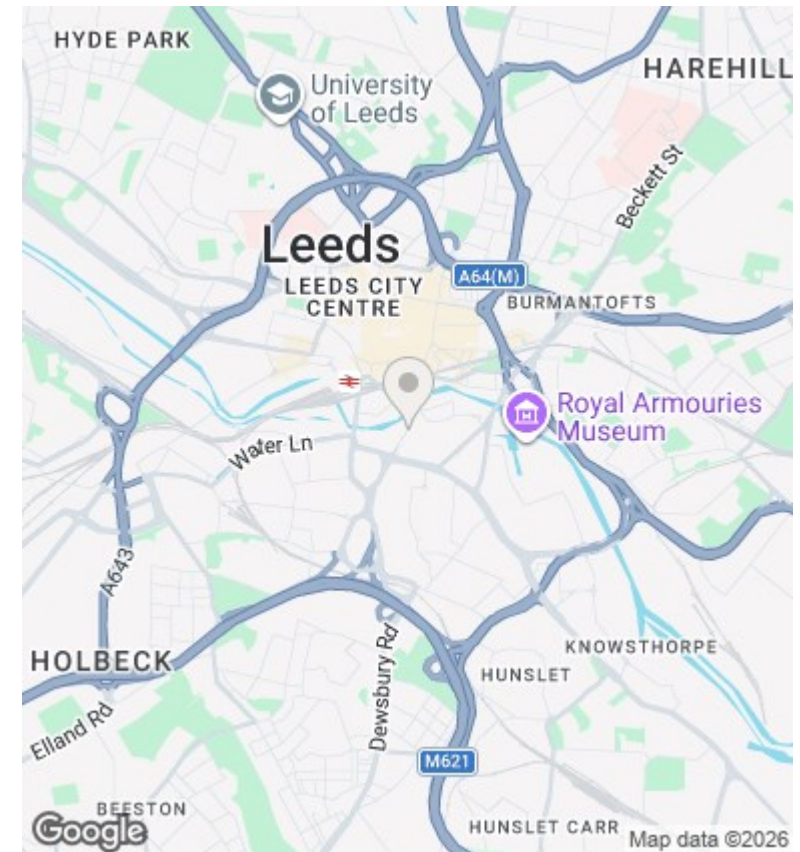 HYDE PARK
HAREHILL
University
of Leeds
Beckett St
Leeds
LEEDS CITY
CENTRE
A64(M)
BURMANTOFTS
Royal Armouries
Museum
Water Ln
A643
HOLBECK
KNOWSTHORPE
HUNSLET
Dewsbury Rd
Elland Rd
M621
BEESTON
HUNSLET CARR
Google
Map data ©2026